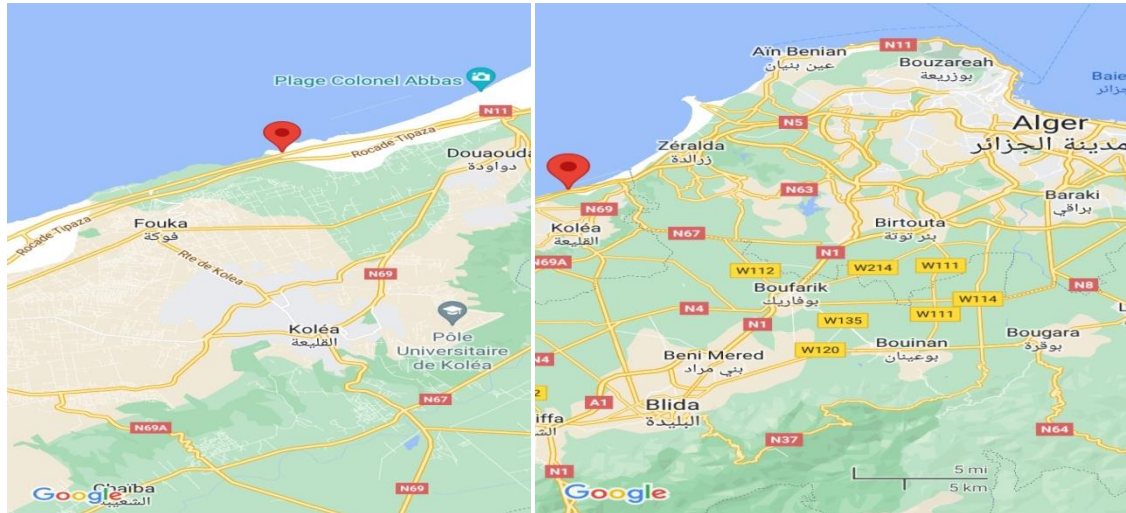 Plage Colonel Abbas
N11
Rocade Tipaza
Douaouda
دواودة
Fouka
فوكة
Rocade Tipaza
Rte de Kolea
N69
Koléa
القليعة
Pôle
Universitaire
de Koléa
N67
N69A
N69
Chaïba
الشعيبة
Google
N11
Aïn Benian
عين بنيان
Bouzareah
بوزريعة
Baie
جزائر
N5
Alger
مدينة الجزائر
Zéralda
زرالدة
N63
Baraki
براقي
N69
Koléa
القليعة
N67
Birtouta
بئر توتة
N1
N69A
W112
W214
W111
Boufarik
بوفاريك
N8
W114
N4
W111
N1
W135
Bougara
بوقرة
Beni Mered
بني مراد
W120
Bouinan
بوعينان
N4
2
A1
Blida
البليدة
iffa
الش
N37
N64
N1
5 mi
5 km
Google